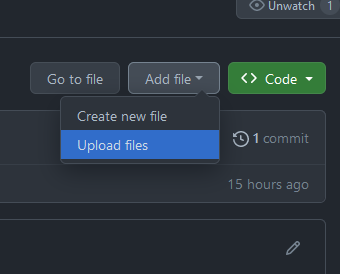 Unwatch 1
Go to file
Add file
Code
Create new file
1 commit
Upload files
15 hours ago